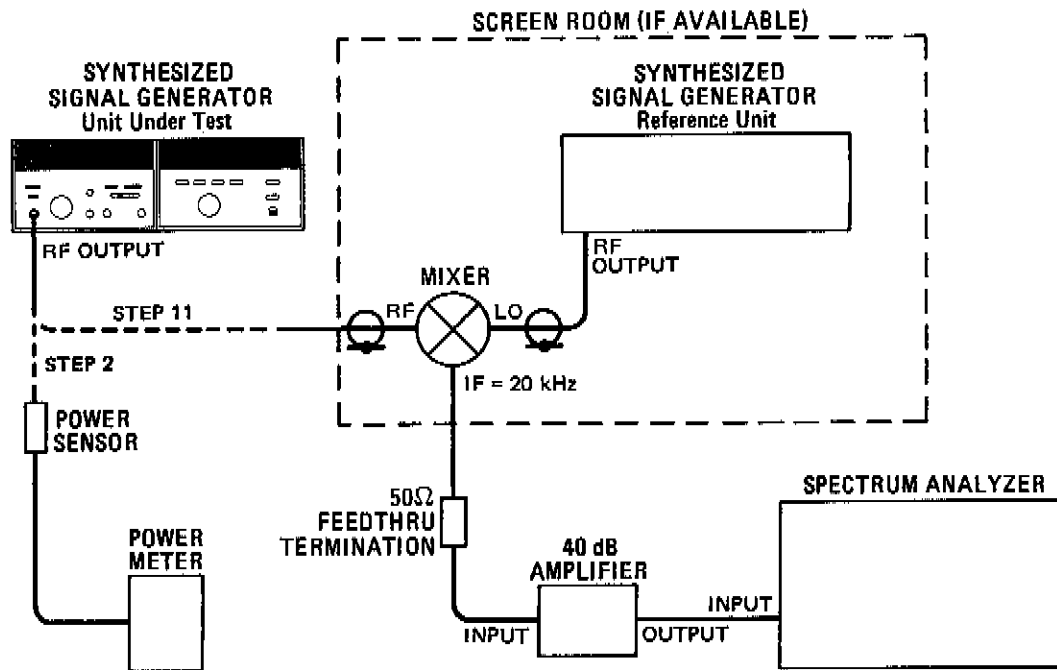 SCREEN ROOM (IF AVAILABLE)
SYNTHESIZED
SIGNAL GENERATOR
Unit Under Test
SYNTHESIZED
SIGNAL GENERATOR
Reference Unit
RF OUTPUT
RF
OUTPUT
MIXER
STEP 11
RF
LO
STEP 2
IF = 20 kHz
POWER
SENSOR
50Ω
FEEDTHRU
TERMINATION
SPECTRUM ANALYZER
POWER
METER
40 dB
AMPLIFIER
INPUT
OUTPUT
INPUT